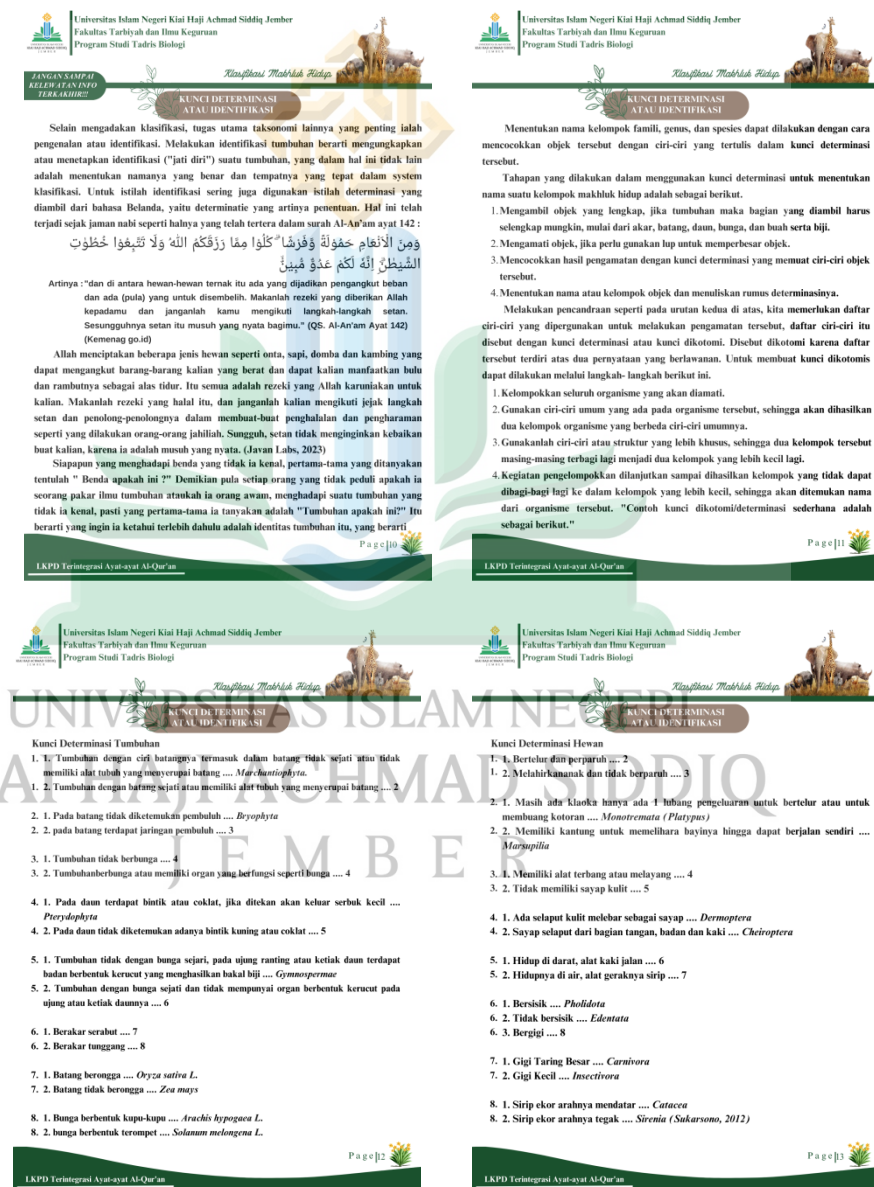 Universitas Islam Negeri Kiai Haji Achmad Siddiq Jember
Fakultas Tarbiyah dan Ilmu Keguruan
Program Studi Tadris Biologi
JANGAN SAMPAI
KELEWATAN INFO
TERKAKHIR!!!
Klasifikasi Makhluk Hidup
KUNCI DETERMINASI
ATAU IDENTIFIKASI
Selain mengadakan klasifikasi, tugas utama taksonomi lainnya yang penting ialah
pengenalan atau identifikasi. Melakukan identifikasi tumbuhan berarti mengungkapkan
atau menetapkan identifikasi ("jati diri") suatu tumbuhan, yang dalam hal ini tidak lain
adalah menentukan namanya yang benar dan tempatnya yang tepat dalam system
klasifikasi. Untuk istilah identifikasi sering juga digunakan istilah determinasi yang
diambil dari bahasa Belanda, yaitu determinatie yang artinya penentuan. Hal ini telah
terjadi sejak jaman nabi seperti halnya yang telah tertera dalam surah Al-An'am ayat 142 :
وَمِنَ الْاَنْعَامِ حَمُوْلَةً وَّفَرْشًا ۗكُلُوْا مِمَّا رَزَقَكُمُ اللّٰهُ وَلَا تَتَّبِعُوْا خُطُوٰتِ
الشَّيْطٰنِۗ اِنَّهٗ لَكُمْ عَدُوٌّ مُّبِيْنٌۙ
Artinya : "dan di antara hewan-hewan ternak itu ada yang dijadikan pengangkut beban
dan ada (pula) yang untuk disembelih. Makanlah rezeki yang diberikan Allah
kepadamu dan janganlah kamu mengikuti langkah-langkah setan.
Sesungguhnya setan itu musuh yang nyata bagimu." (QS. Al-An'am Ayat 142)
(Kemenag go.id)
Allah menciptakan beberapa jenis hewan seperti onta, sapi, domba dan kambing yang
dapat mengangkut barang-barang kalian yang berat dan dapat kalian manfaatkan bulu
dan rambutnya sebagai alas tidur. Itu semua adalah rezeki yang Allah karuniakan untuk
kalian. Makanlah rezeki yang halal itu, dan janganlah kalian mengikuti jejak langkah
setan dan penolong-penolongnya dalam membuat-buat penghalalan dan pengharaman
seperti yang dilakukan orang-orang jahiliah. Sungguh, setan tidak menginginkan kebaikan
buat kalian, karena ia adalah musuh yang nyata. (Javan Labs, 2023)
Siapapun yang menghadapi benda yang tidak ia kenal, pertama-tama yang ditanyakan
tentulah " Benda apakah ini ?" Demikian pula setiap orang yang tidak peduli apakah ia
seorang pakar ilmu tumbuhan ataukah ia orang awam, menghadapi suatu tumbuhan yang
tidak ia kenal, pasti yang pertama-tama ia tanyakan adalah "Tumbuhan apakah ini?" Itu
berarti yang ingin ia ketahui terlebih dahulu adalah identitas tumbuhan itu, yang berarti
Page|10
LKPD Terintegrasi Ayat-ayat Al-Qur'an
Universitas Islam Negeri Kiai Haji Achmad Siddiq Jember
Fakultas Tarbiyah dan Ilmu Keguruan
Program Studi Tadris Biologi
Klasifikasi Makhluk Hidup
KUNCI DETERMINASI
ATAU IDENTIFIKASI
Menentukan nama kelompok famili, genus, dan spesies dapat dilakukan dengan cara
mencocokkan objek tersebut dengan ciri-ciri yang tertulis dalam kunci determinasi
tersebut.
Tahapan yang dilakukan dalam menggunakan kunci determinasi untuk menentukan
nama suatu kelompok makhluk hidup adalah sebagai berikut.
1. Mengambil objek yang lengkap, jika tumbuhan maka bagian yang diambil harus
selengkap mungkin, mulai dari akar, batang, daun, bunga, dan buah serta biji.
2. Mengamati objek, jika perlu gunakan lup untuk memperbesar objek.
3. Mencocokkan hasil pengamatan dengan kunci determinasi yang memuat ciri-ciri objek
tersebut.
4. Menentukan nama atau kelompok objek dan menuliskan rumus determinasinya.
Melakukan pencandraan seperti pada urutan kedua di atas, kita memerlukan daftar
ciri-ciri yang dipergunakan untuk melakukan pengamatan tersebut, daftar ciri-ciri itu
disebut dengan kunci determinasi atau kunci dikotomi. Disebut dikotomi karena daftar
tersebut terdiri atas dua pernyataan yang berlawanan. Untuk membuat kunci dikotomis
dapat dilakukan melalui langkah- langkah berikut ini.
1. Kelompokkan seluruh organisme yang akan diamati.
2. Gunakan ciri-ciri umum yang ada pada organisme tersebut, sehingga akan dihasilkan
dua kelompok organisme yang berbeda ciri-ciri umumnya.
3. Gunakanlah ciri-ciri atau struktur yang lebih khusus, sehingga dua kelompok tersebut
masing-masing terbagi lagi menjadi dua kelompok yang lebih kecil lagi.
4. Kegiatan pengelompokkan dilanjutkan sampai dihasilkan kelompok yang tidak dapat
dibagi-bagi lagi ke dalam kelompok yang lebih kecil, sehingga akan ditemukan nama
dari organisme tersebut. "Contoh kunci dikotomi/determinasi sederhana adalah
sebagai berikut."
Page|11
LKPD Terintegrasi Ayat-ayat Al-Qur'an
Universitas Islam Negeri Kiai Haji Achmad Siddiq Jember
Fakultas Tarbiyah dan Ilmu Keguruan
Program Studi Tadris Biologi
Klasifikasi Makhluk Hidup
KUNCI DETERMINASI
ATAU IDENTIFIKASI
Kunci Determinasi Tumbuhan
1. 1. Tumbuhan dengan ciri batangnya termasuk dalam batang tidak sejati atau tidak
memiliki alat tubuh yang menyerupai batang .... Marchantiophyta.
1. 2. Tumbuhan dengan batang sejati atau memiliki alat tubuh yang menyerupai batang .... 2
2. 1. Pada batang tidak diketemukan pembuluh .... Bryophyta
2. 2. pada batang terdapat jaringan pembuluh .... 3
3. 1. Tumbuhan tidak berbunga .... 4
3. 2. Tumbuhanberbunga atau memiliki organ yang berfungsi seperti bunga .... 4
4. 1. Pada daun terdapat bintik atau coklat, jika ditekan akan keluar serbuk kecil ....
Pterydophyta
4. 2. Pada daun tidak diketemukan adanya bintik kuning atau coklat .... 5
5. 1. Tumbuhan tidak dengan bunga sejari, pada ujung ranting atau ketiak daun terdapat
badan berbentuk kerucut yang menghasilkan bakal biji .... Gymnospermae
5. 2. Tumbuhan dengan bunga sejati dan tidak mempunyai organ berbentuk kerucut pada
ujung atau ketiak daunnya .... 6
6. 1. Berakar serabut .... 7
6. 2. Berakar tunggang .... 8
7. 1. Batang berongga .... Oryza sativa L.
7. 2. Batang tidak berongga .... Zea mays
8. 1. Bunga berbentuk kupu-kupu .... Arachis hypogaea L.
8. 2. bunga berbentuk terompet .... Solanum melongena L.
Page|12
LKPD Terintegrasi Ayat-ayat Al-Qur'an
Universitas Islam Negeri Kiai Haji Achmad Siddiq Jember
Fakultas Tarbiyah dan Ilmu Keguruan
Program Studi Tadris Biologi
Klasifikasi Makhluk Hidup
KUNCI DETERMINASI
ATAU IDENTIFIKASI
Kunci Determinasi Hewan
1. 1. Bertelur dan perparuh .... 2
1. 2. Melahirkananak dan tidak berparuh .... 3
2. 1. Masih ada klaoka hanya ada 1 lubang pengeluaran untuk bertelur atau untuk
membuang kotoran .... Monotremata ( Platypus )
2. 2. Memiliki kantung untuk memelihara bayinya hingga dapat berjalan sendiri ....
Marsupilia
3. 1. Memiliki alat terbang atau melayang .... 4
3. 2. Tidak memiliki sayap kulit .... 5
4. 1. Ada selaput kulit melebar sebagai sayap .... Dermoptera
4. 2. Sayap selaput dari bagian tangan, badan dan kaki .... Cheiroptera
5. 1. Hidup di darat, alat kaki jalan .... 6
5. 2. Hidupnya di air, alat geraknya sirip .... 7
6. 1. Bersisik .... Pholidota
6. 2. Tidak bersisik .... Edentata
6. 3. Bergigi .... 8
7. 1. Gigi Taring Besar .... Carnivora
7. 2. Gigi Kecil .... Insectivora
8. 1. Sirip ekor arahnya mendatar .... Catacea
8. 2. Sirip ekor arahnya tegak .... Sirenia ( Sukarsono, 2012 )
Page|13
LKPD Terintegrasi Ayat-ayat Al-Qur'an
UNIVERSITAS ISLAM NEGERI
AI HAJI ACHMAD SIDDIQ
JEMBER